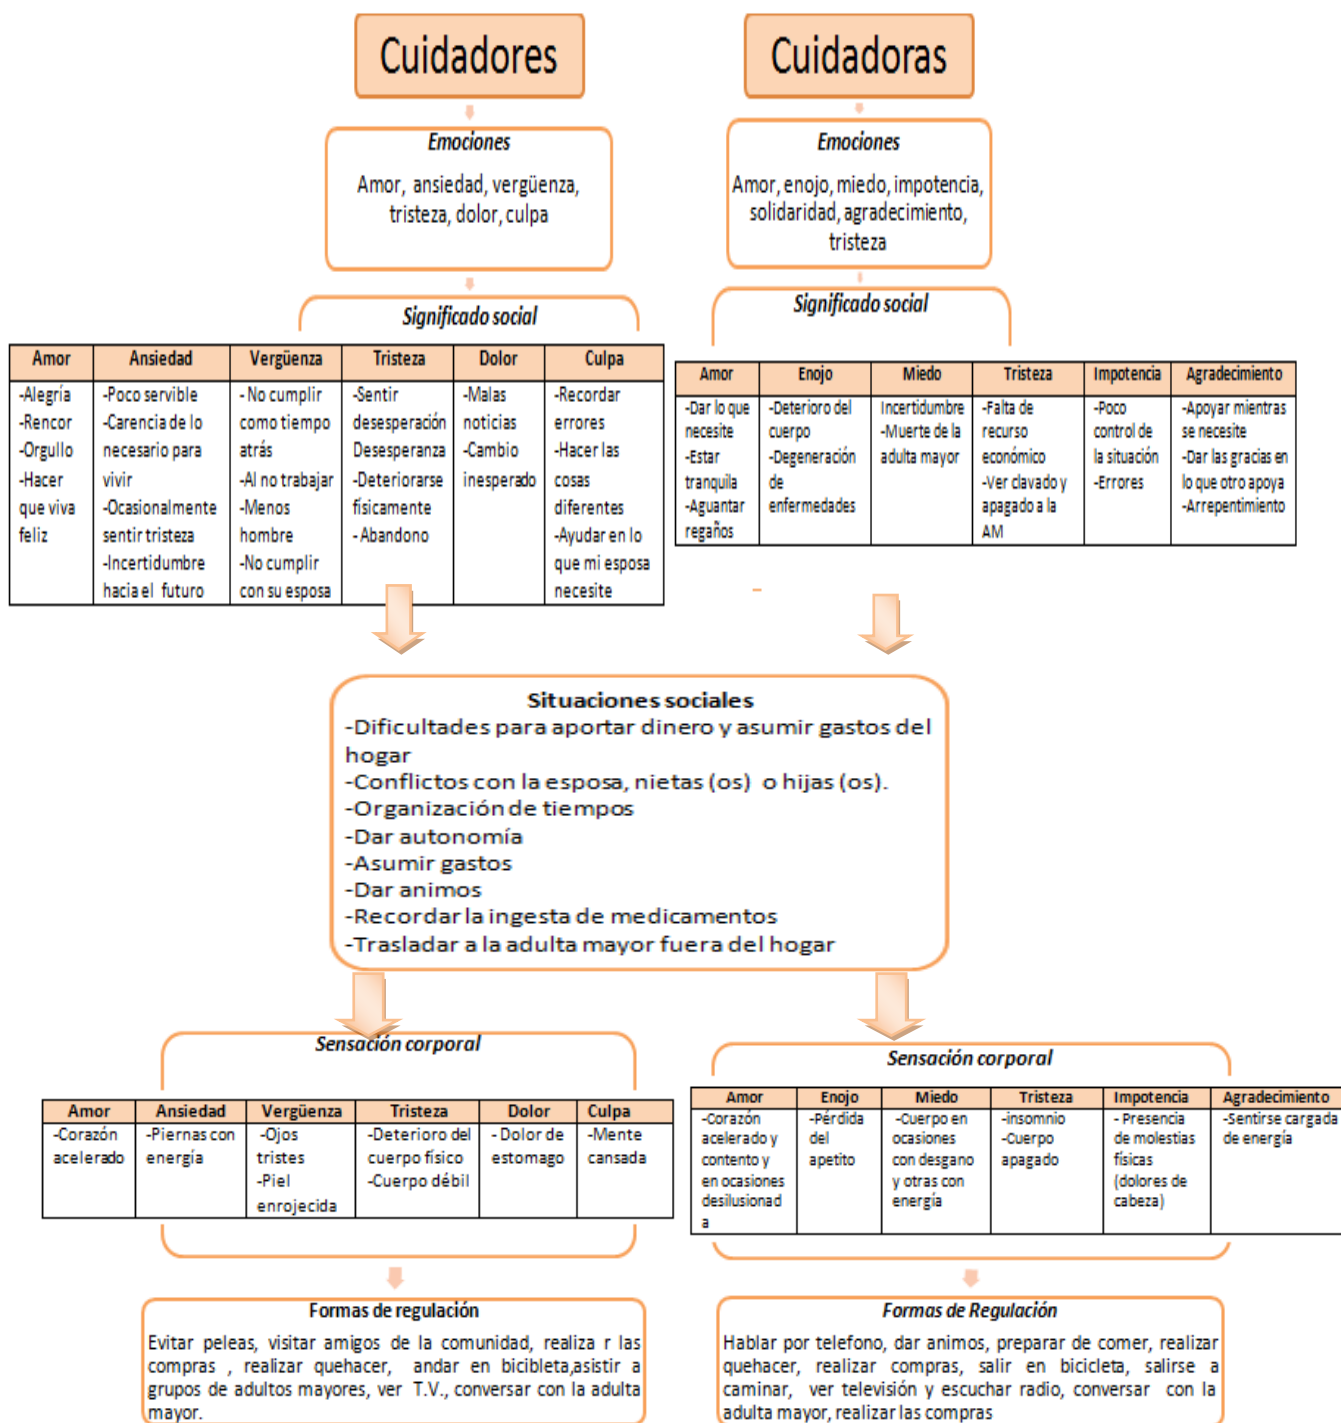 Cuidadores
Emociones
Amor, ansiedad, vergüenza,
tristeza, dolor, culpa
Significado social
Amor
-Alegría
-Rencor
-Orgullo
-Hacer
que viva
feliz
Ansiedad
-Poco servible
-Carencia de lo
necesario para
vivir
-Ocasionalmente
sentir tristeza
-Incertidumbre
hacia el futuro
Vergüenza
- No cumplir
como tiempo
atrás
-Al no trabajar
-Menos
hombre
-No cumplir
con su esposa
Tristeza
-Sentir
desesperación
Desesperanza
- Deteriorarse
físicamente
- Abandono
Dolor
-Malas
noticias
-Cambio
inesperado
Culpa
-Recordar
errores
-Hacer las
cosas
diferentes
-Ayudar en lo
que mi esposa
necesite
Cuidadoras
Emociones
Amor, enojo, miedo, impotencia,
solidaridad, agradecimiento,
tristeza
Significado social
Amor
-Dar lo que
necesite
-Estar
tranquila
-Aguantar
regaños
Enojo
-Deterioro del
cuerpo
-Degeneración
de
enfermedades
Miedo
Incertidumbre
-Muerte de la
adulta mayor
Tristeza
-Falta de
recurso
económico
-Ver clavado y
apagado a la
AM
Impotencia
-Poco
control de
la situación
-Errores
Agradecimiento
-Apoyar mientras
se necesite
-Dar las gracias en
lo que otro apoya
-Arrepentimiento
Situaciones sociales
-Dificultades para aportar dinero y asumir gastos del
hogar
-Conflictos con la esposa, nietas (os) o hijas (os).
-Organización de tiempos
-Dar autonomía
-Asumir gastos
-Dar animos
-Recordar la ingesta de medicamentos
-Trasladar a la adulta mayor fuera del hogar
Sensación corporal
Amor
-Corazón
acelerado
Ansiedad
-Piernas con
energía
Vergüenza
-Ojos
tristes
-Piel
enrojecida
Tristeza
-Deterioro del
cuerpo físico
-Cuerpo débil
Dolor
- Dolor de
estomago
Culpa
-Mente
cansada
Formas de regulación
Evitar peleas, visitar amigos de la comunidad, realiza r las
compras , realizar quehacer, andar en bicibleta,asistir a
grupos de adultos mayores, ver T.V., conversar con la adulta
mayor.
Sensación corporal
Amor
-Corazón
acelerado y
contento y
en ocasiones
desilusionad
a
Enojo
-Pérdida
del
apetito
Miedo
-Cuerpo en
ocasiones
con desgano
y otras con
energía
Tristeza
-insomnio
-Cuerpo
apagado
Impotencia
- Presencia
de molestias
físicas
(dolores de
cabeza)
Agradecimiento
-Sentirse cargada
de energía
Formas de Regulación
Hablar por telefono, dar animos, preparar de comer, realizar
quehacer, realizar compras, salir en bicicleta, salirse a
caminar, ver televisión y escuchar radio, conversar con la
adulta mayor, realizar las compras